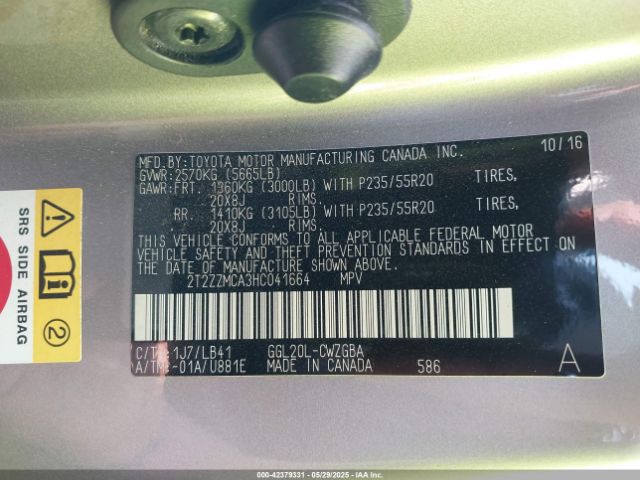 MFD.BY:TOYOTA MOTOR MANUFACTURING CANADA INC. 10/16
GVWR:2570KG (5665LB)
GAWR:FRT. 1360KG (3000LB) WITH P235/55R20 TIRES,
20X8J RIMS.
RR. 1410KG (3105LB) WITH P235/55R20 TIRES,
20X8J RIMS.
THIS VEHICLE CONFORMS TO ALL APPLICABLE FEDERAL MOTOR
VEHICLE SAFETY AND THEFT PREVENTION STANDARDS IN EFFECT ON
THE DATE OF MANUFACTURE SHOWN ABOVE.
2T2ZZMCA3HC041664 MPV
C/TR:1J7/LB41 GGL20L-CWZGBA
A/TM:-01A/U881E MADE IN CANADA 586 A
SRS SIDE AIRBAG
2
000-42379331 - 05/29/2025 - IAA Inc.